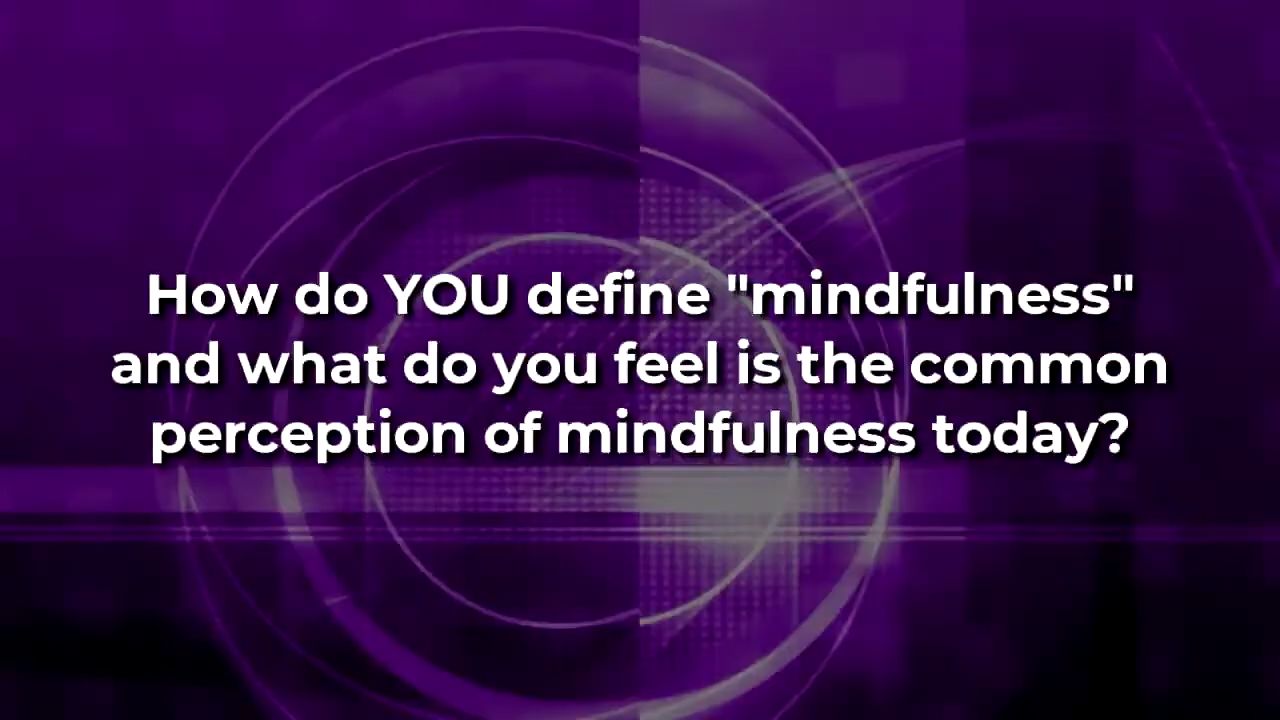 How do YOU define "mindfulness"
and what do you feel is the common
perception of mindfulness today?